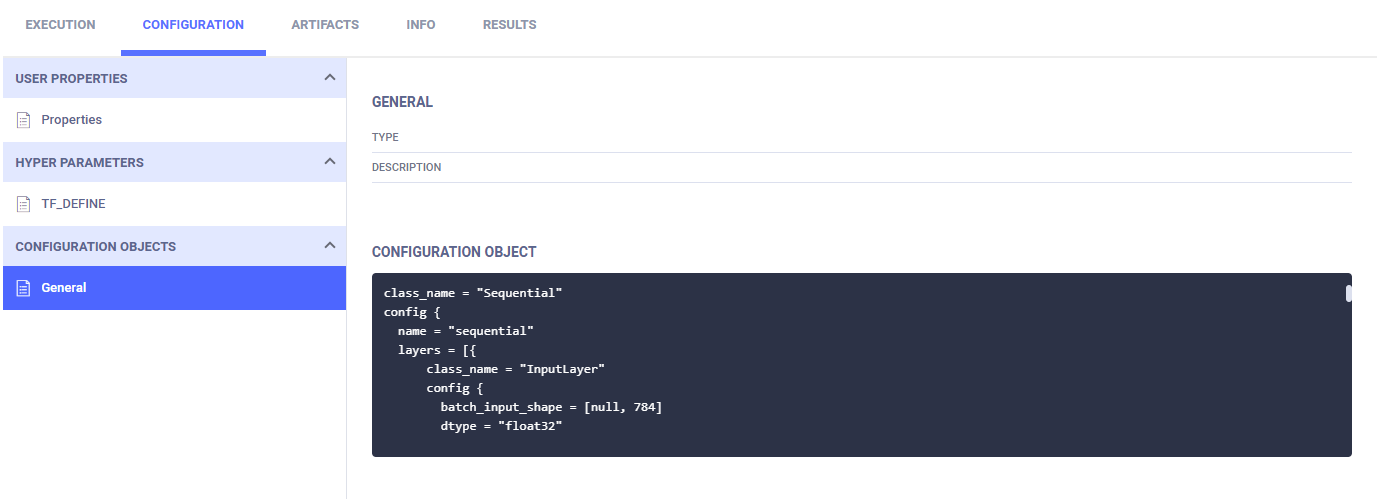 EXECUTION CONFIGURATION ARTIFACTS INFO RESULTS
USER PROPERTIES
Properties
HYPER PARAMETERS
TF_DEFINE
CONFIGURATION OBJECTS
General
GENERAL
TYPE
DESCRIPTION
CONFIGURATION OBJECT
class_name = "Sequential"
config {
  name = "sequential"
  layers = [{
      class_name = "InputLayer"
      config {
        batch_input_shape = [null, 784]
        dtype = "float32"